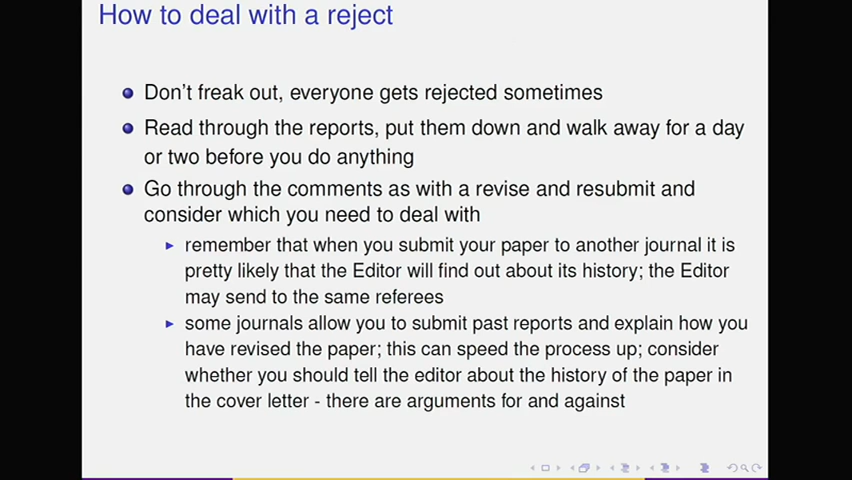 How to deal with a reject
Don't freak out, everyone gets rejected sometimes
Read through the reports, put them down and walk away for a day
or two before you do anything
Go through the comments as with a revise and resubmit and
consider which you need to deal with
remember that when you submit your paper to another journal it is
pretty likely that the Editor will find out about its history; the Editor
may send to the same referees
some journals allow you to submit past reports and explain how you
have revised the paper; this can speed the process up; consider
whether you should tell the editor about the history of the paper in
the cover letter - there are arguments for and against